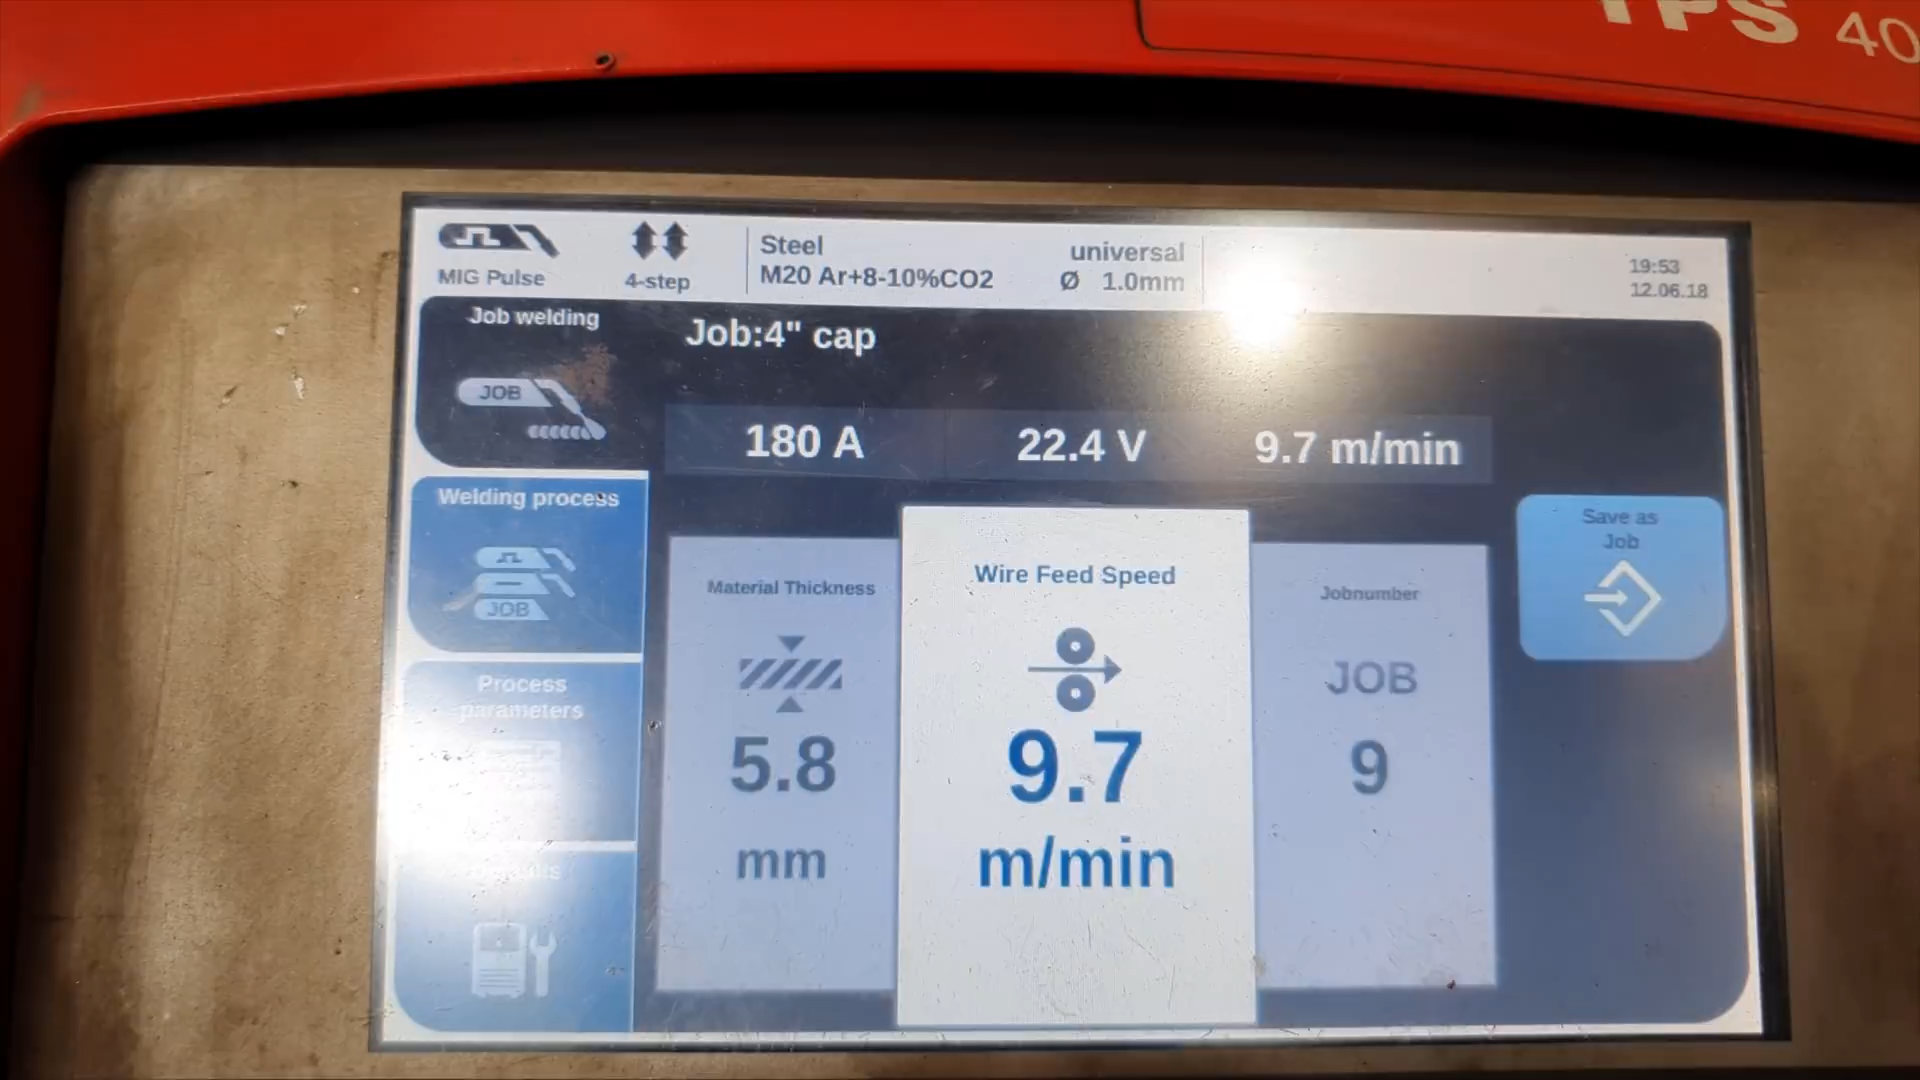 TPS 40
MIG Pulse
4-step
Steel
M20 Ar+8-10%CO2
universal
Ø 1.0mm
19:53
12.06.18
Job welding
JOB
Job:4" cap
180 A
22.4 V
9.7 m/min
Welding process
JOB
Process
parameters
Material Thickness
5.8
mm
Wire Feed Speed
9.7
m/min
Jobnumber
JOB
9
Save as
Job